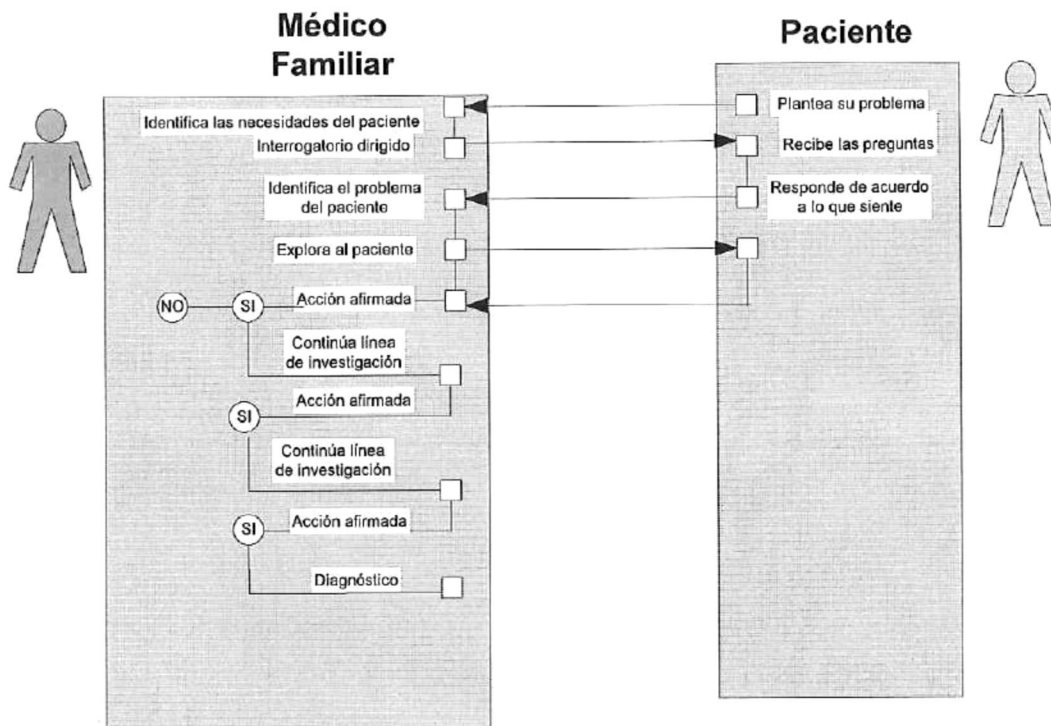 Médico
Familiar
Paciente
Identifica las necesidades del paciente
Plantea su problema
Interrogatorio dirigido
Recibe las preguntas
Identifica el problema
del paciente
Responde de acuerdo
a lo que siente
Explora al paciente
NO
SI
Acción afirmada
Continúa línea
de investigación
SI
Acción afirmada
Continúa línea
de investigación
SI
Acción afirmada
Diagnóstico